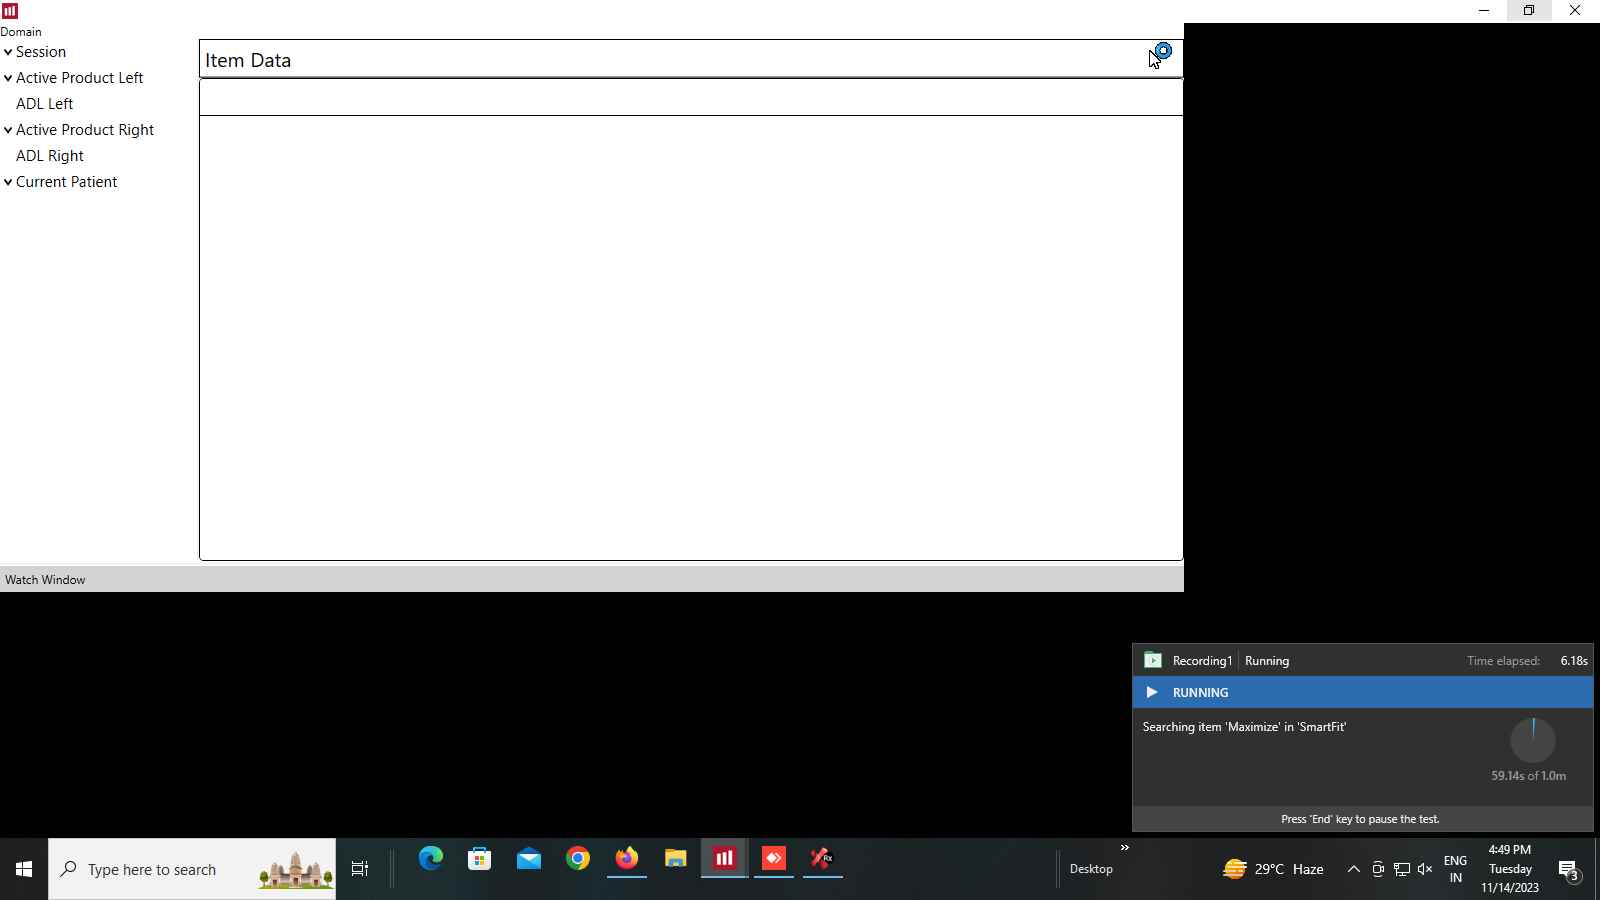 Domain
Session
Active Product Left
ADL Left
Active Product Right
ADL Right
Current Patient
Item Data
Watch Window
Recording1 Running Time elapsed: 6.18s
RUNNING
Searching item 'Maximize' in 'SmartFit'
59.14s of 1.0m
Press 'End' key to pause the test.
Type here to search
Rx
Desktop
»
29°C Haze
ENG
IN
4:49 PM
Tuesday
11/14/2023
3